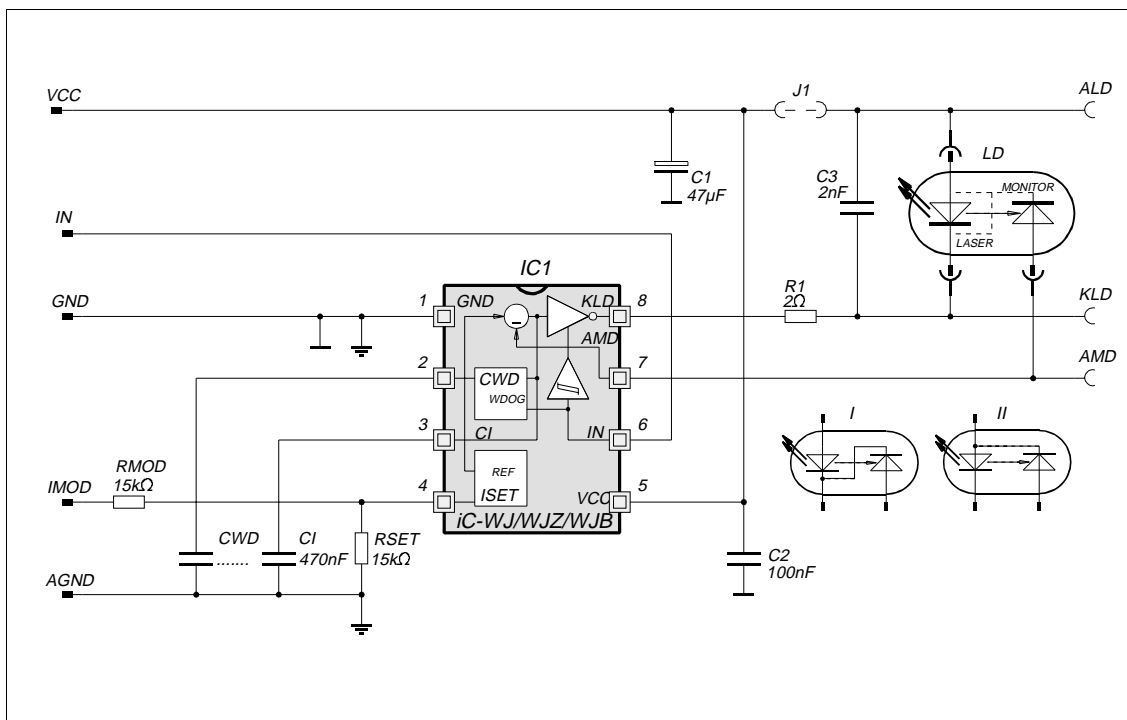 VCC
J1
ALD
C1
47µF
C3
2nF
LD
MONITOR
LASER
IN
IC1
GND
1
GND
KLD
8
R1
2Ω
KLD
AMD
2
CWD
WDOG
7
AMD
3
CI
IN
6
I
II
IMOD
RMOD
15kΩ
4
REF
ISET
VCC
5
iC-WJ/WJZ/WJB
CWD
.......
CI
470nF
RSET
15kΩ
C2
100nF
AGND